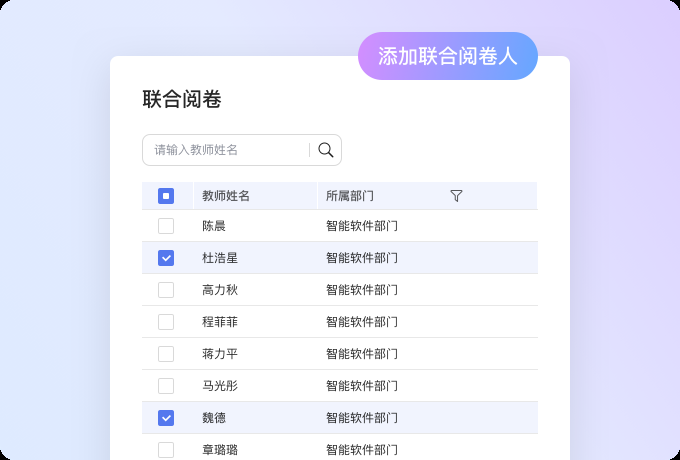 添加联合阅卷人
联合阅卷
请输入教师姓名
教师姓名 所属部门
陈晨 智能软件部门
杜浩星 智能软件部门
高力秋 智能软件部门
程菲菲 智能软件部门
蒋力平 智能软件部门
马光彤 智能软件部门
魏德 智能软件部门
章璐璐 智能软件部门